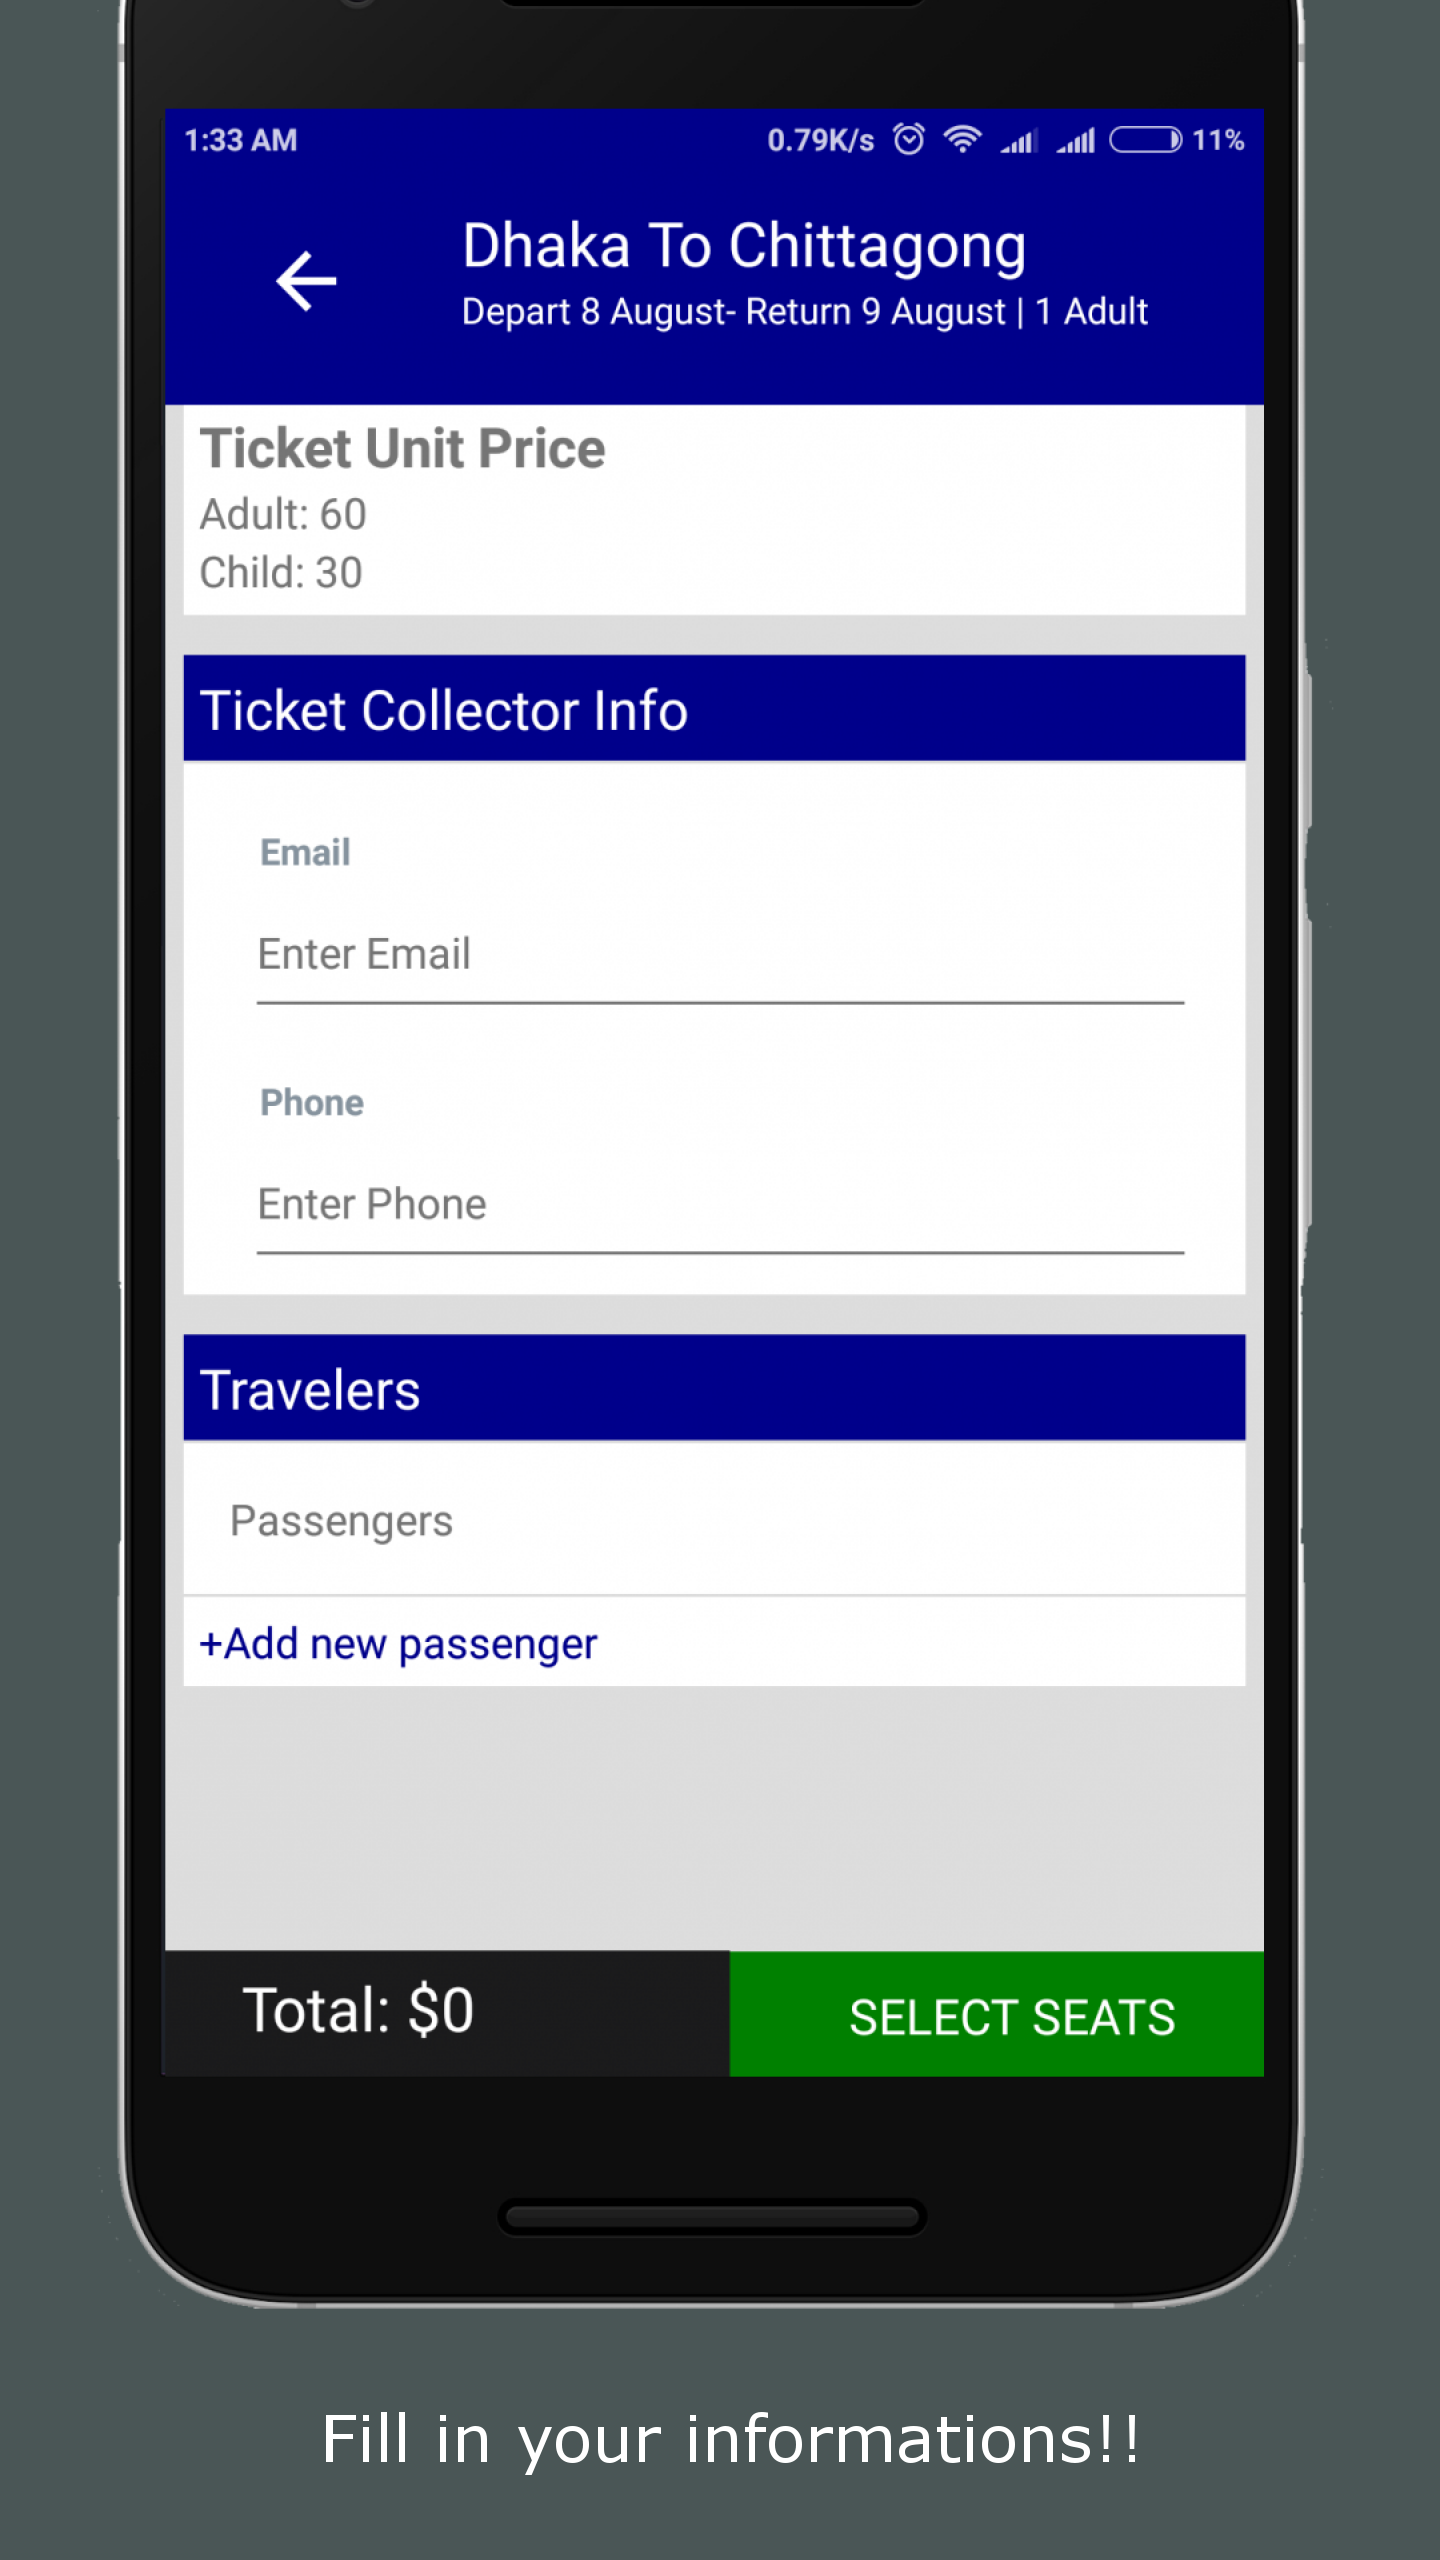 1:33 AM 0.79K/s 11%
Dhaka To Chittagong
Depart 8 August- Return 9 August | 1 Adult
Ticket Unit Price
Adult: 60
Child: 30
Ticket Collector Info
Email
Enter Email
Phone
Enter Phone
Travelers
Passengers
+Add new passenger
Total: $0
SELECT SEATS
Fill in your informations!!